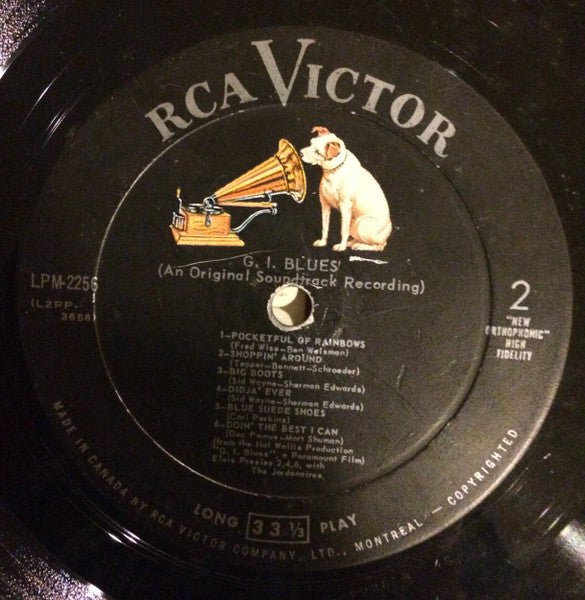 RCA VICTOR
G. I. BLUES
(An Original Soundtrack Recording)
LPM-2256
(L2PP-
3658)
2
"NEW
ORTHOPHONIC"
HIGH
FIDELITY
1—POCKETFUL OF RAINBOWS
(Fred Wise—Ben Weisman)
2—SHOPPIN' AROUND
(Tepper—Bennett—Schroeder)
3—BIG BOOTS
(Sid Wayne—Sherman Edwards)
4—DIDJA' EVER
(Sid Wayne—Sherman Edwards)
5—BLUE SUEDE SHOES
(Carl Perkins)
6—DOIN' THE BEST I CAN
(Doc Pomus—Mort Shuman)
(from the Hal Wallis Production
"G. I. Blues", a Paramount Film)
Elvis Presley 2,4,6, with
The Jordanaires
LONG 33 1/3 PLAY
MADE IN CANADA BY RCA VICTOR COMPANY, LTD., MONTREAL — COPYRIGHTED